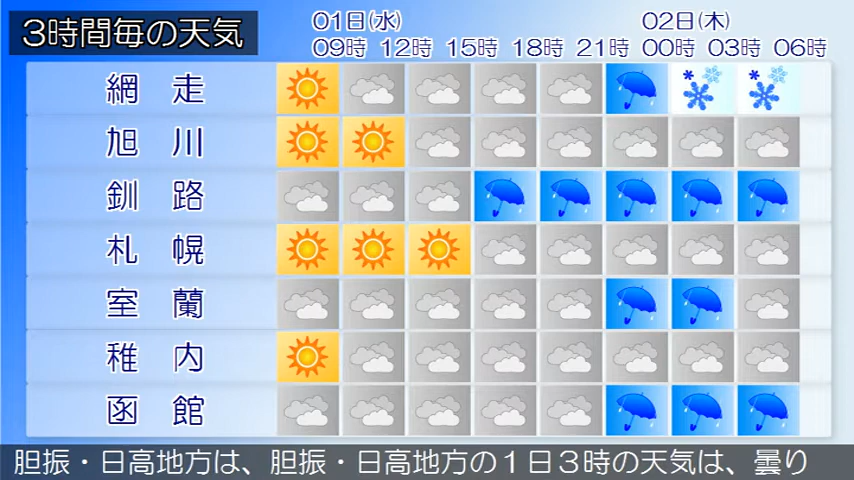 3時間毎の天気
01日(水) 02日(木)
09時 12時 15時 18時 21時 00時 03時 06時
網 走
旭 川
釧 路
札 幌
室 蘭
稚 内
函 館
胆振・日高地方は、胆振・日高地方の１日３時の天気は、曇り